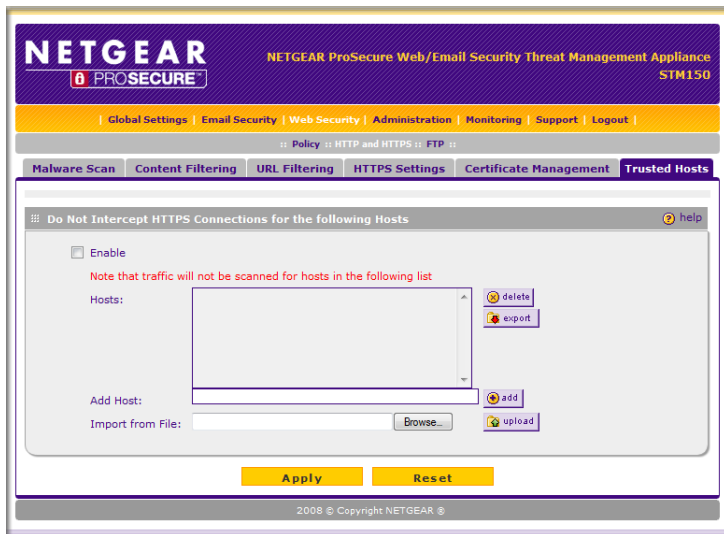 NETGEAR
PROSECURE™
NETGEAR ProSecure Web/Email Security Threat Management Appliance
STM150
| Global Settings | Email Security | Web Security | Administration | Monitoring | Support | Logout |
:: Policy :: HTTP and HTTPS :: FTP ::
Malware Scan Content Filtering URL Filtering HTTPS Settings Certificate Management Trusted Hosts
Do Not Intercept HTTPS Connections for the following Hosts help
Enable
Note that traffic will not be scanned for hosts in the following list
Hosts: delete
export
Add Host: add
Import from File: Browse... upload
Apply Reset
2008 © Copyright NETGEAR ®